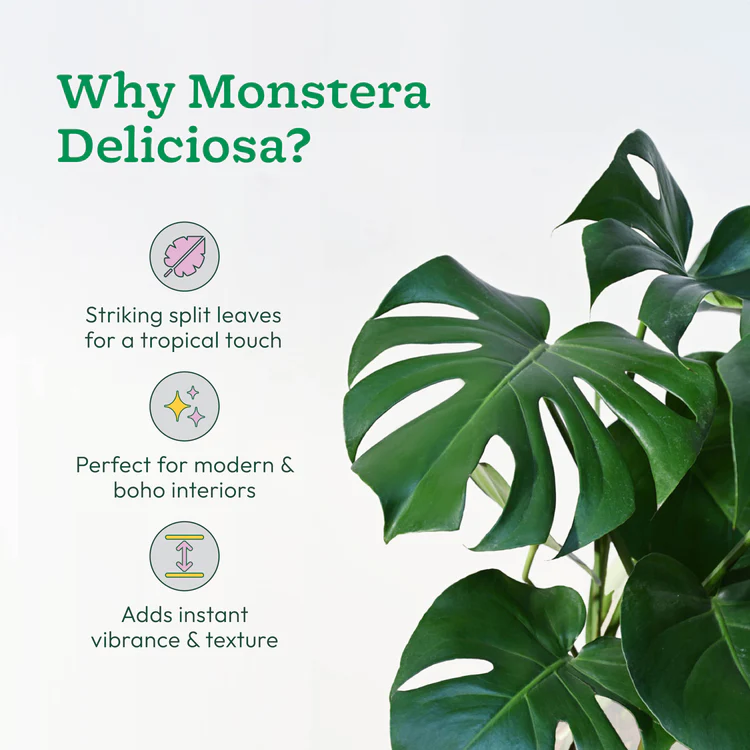 Why Monstera
Deliciosa?
Striking split leaves
for a tropical touch
Perfect for modern &
boho interiors
Adds instant
vibrance & texture